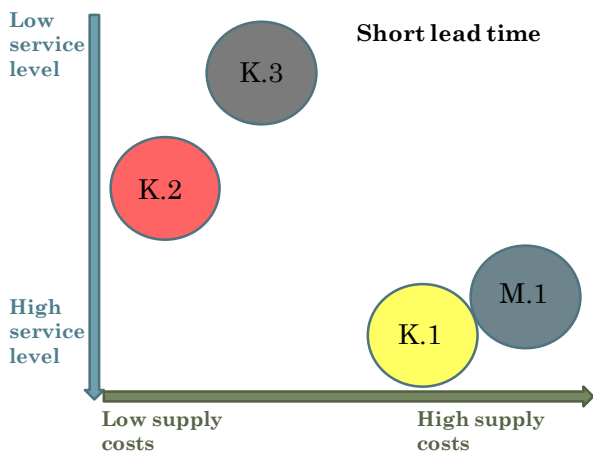 Low
service
level
Short lead time
K.3
K.2
High
service
level
M.1
K.1
Low supply
costs
High supply
costs